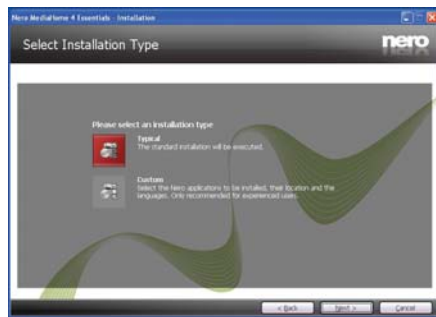 Nero MediaHome 4 Essentials - Installation
Select Installation Type
nero
Please select an installation type
Typical
The standard installation will be executed.
Custom
Select the Nero applications to be installed, their location and the
languages. Only recommended for experienced users.
< Back
Next >
Cancel